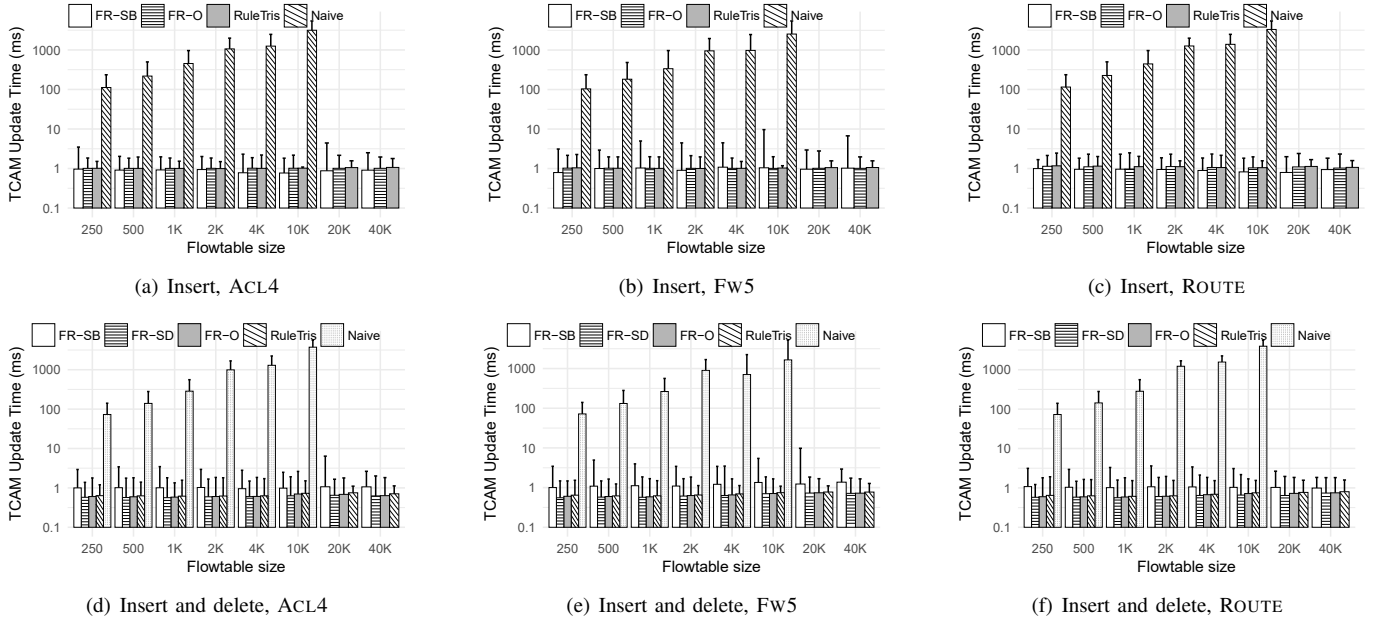 FR−SB FR−O RuleTris Naive
TCAM Update Time (ms)
1000
100
10
1
0.1
250 500 1K 2K 4K 10K 20K 40K
Flowtable size
(a) Insert, ACL4
FR−SB FR−O RuleTris Naive
TCAM Update Time (ms)
1000
100
10
1
0.1
250 500 1K 2K 4K 10K 20K 40K
Flowtable size
(b) Insert, FW5
FR−SB FR−O RuleTris Naive
TCAM Update Time (ms)
1000
100
10
1
0.1
250 500 1K 2K 4K 10K 20K 40K
Flowtable size
(c) Insert, ROUTE
FR−SB FR−SD FR−O RuleTris Naive
TCAM Update Time (ms)
1000
100
10
1
0.1
250 500 1K 2K 4K 10K 20K 40K
Flowtable size
(d) Insert and delete, ACL4
FR−SB FR−SD FR−O RuleTris Naive
TCAM Update Time (ms)
1000
100
10
1
0.1
250 500 1K 2K 4K 10K 20K 40K
Flowtable size
(e) Insert and delete, FW5
FR−SB FR−SD FR−O RuleTris Naive
TCAM Update Time (ms)
1000
100
10
1
0.1
250 500 1K 2K 4K 10K 20K 40K
Flowtable size
(f) Insert and delete, ROUTE